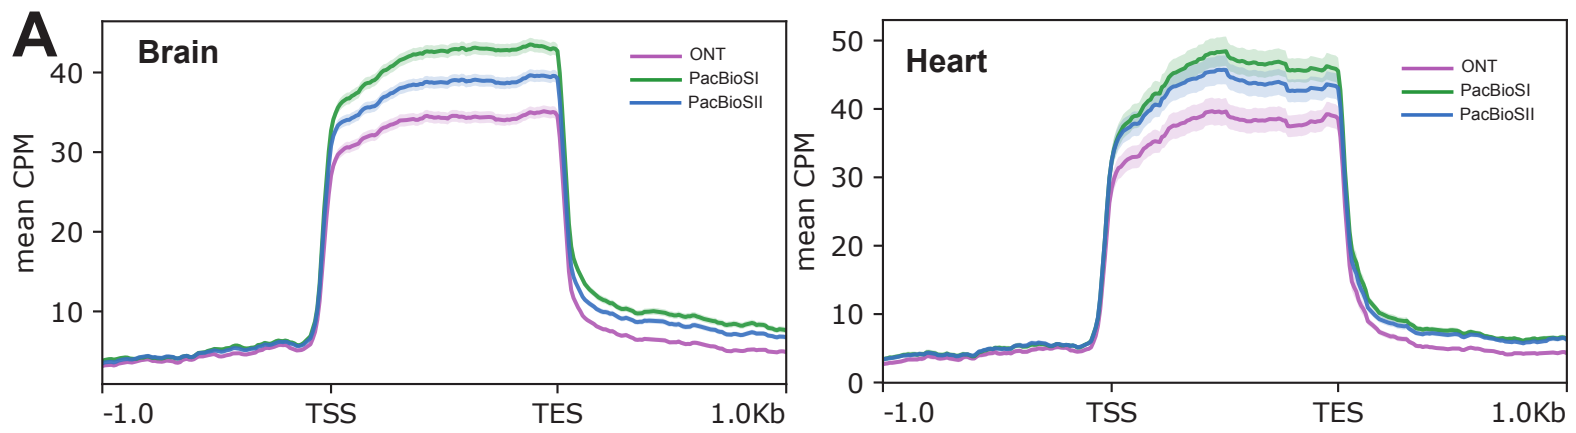 A
Brain
ONT
PacBioSI
PacBioSII
mean CPM
40
30
20
10
-1.0
TSS
TES
1.0Kb
Heart
ONT
PacBioSI
PacBioSII
mean CPM
50
40
30
20
10
0
-1.0
TSS
TES
1.0Kb